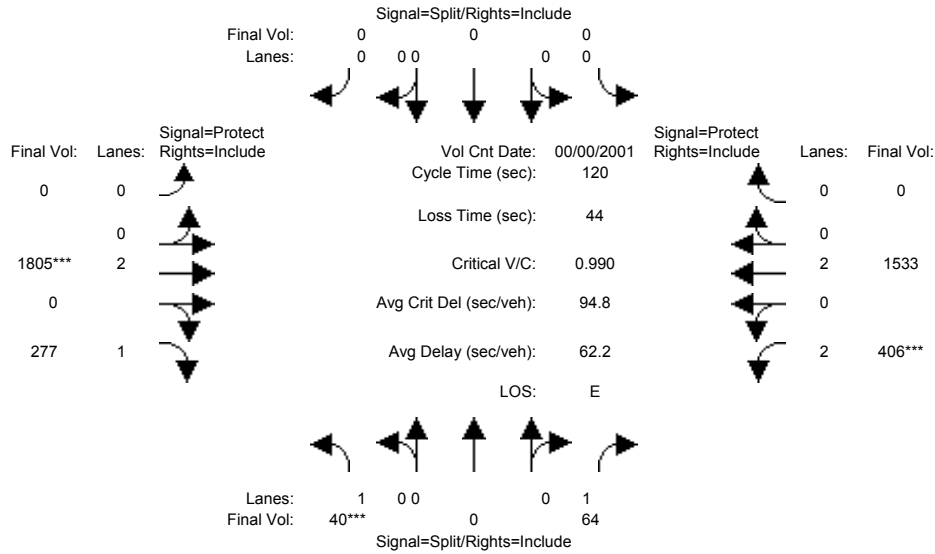 Signal=Split/Rights=Include
Final Vol: 0 0 0
Lanes: 0 0 0 0 0
Signal=Protect Signal=Protect
Final Vol: Lanes: Rights=Include Vol Cnt Date: 00/00/2001 Rights=Include Lanes: Final Vol:
Cycle Time (sec): 120
0 0 0 0
Loss Time (sec): 44
0 0
1805*** 2 Critical V/C: 0.990 2 1533
0 Avg Crit Del (sec/veh): 94.8 0
277 1 Avg Delay (sec/veh): 62.2 2 406***
LOS: E
Lanes: 1 0 0 0 1
Final Vol: 40*** 0 64
Signal=Split/Rights=Include